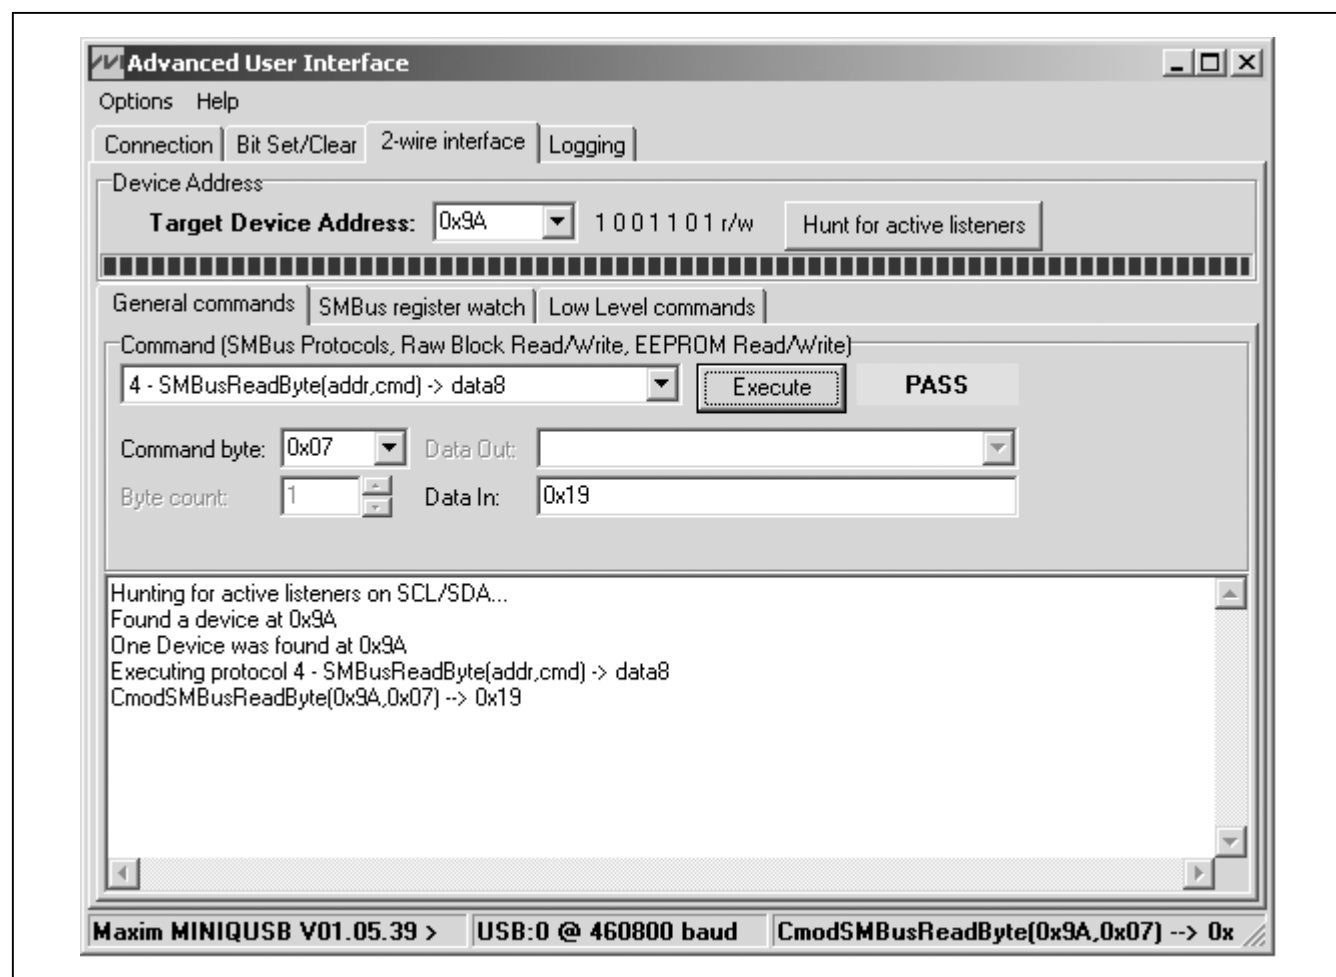 Advanced User Interface
Options Help
Connection Bit Set/Clear 2-wire interface Logging
Device Address
Target Device Address: 0x9A 1 0 0 1 1 0 1 r/w Hunt for active listeners
General commands SMBus register watch Low Level commands
Command (SMBus Protocols, Raw Block Read/Write, EEPROM Read/Write)
4 - SMBusReadByte(addr,cmd) -> data8 Execute PASS
Command byte: 0x07 Data Out:
Byte count: 1 Data In: 0x19
Hunting for active listeners on SCL/SDA...
Found a device at 0x9A
One Device was found at 0x9A
Executing protocol 4 - SMBusReadByte(addr,cmd) -> data8
CmodSMBusReadByte(0x9A,0x07) --> 0x19
Maxim MINIQUSB V01.05.39 > USB:0 @ 460800 baud CmodSMBusReadByte(0x9A,0x07) --> 0x